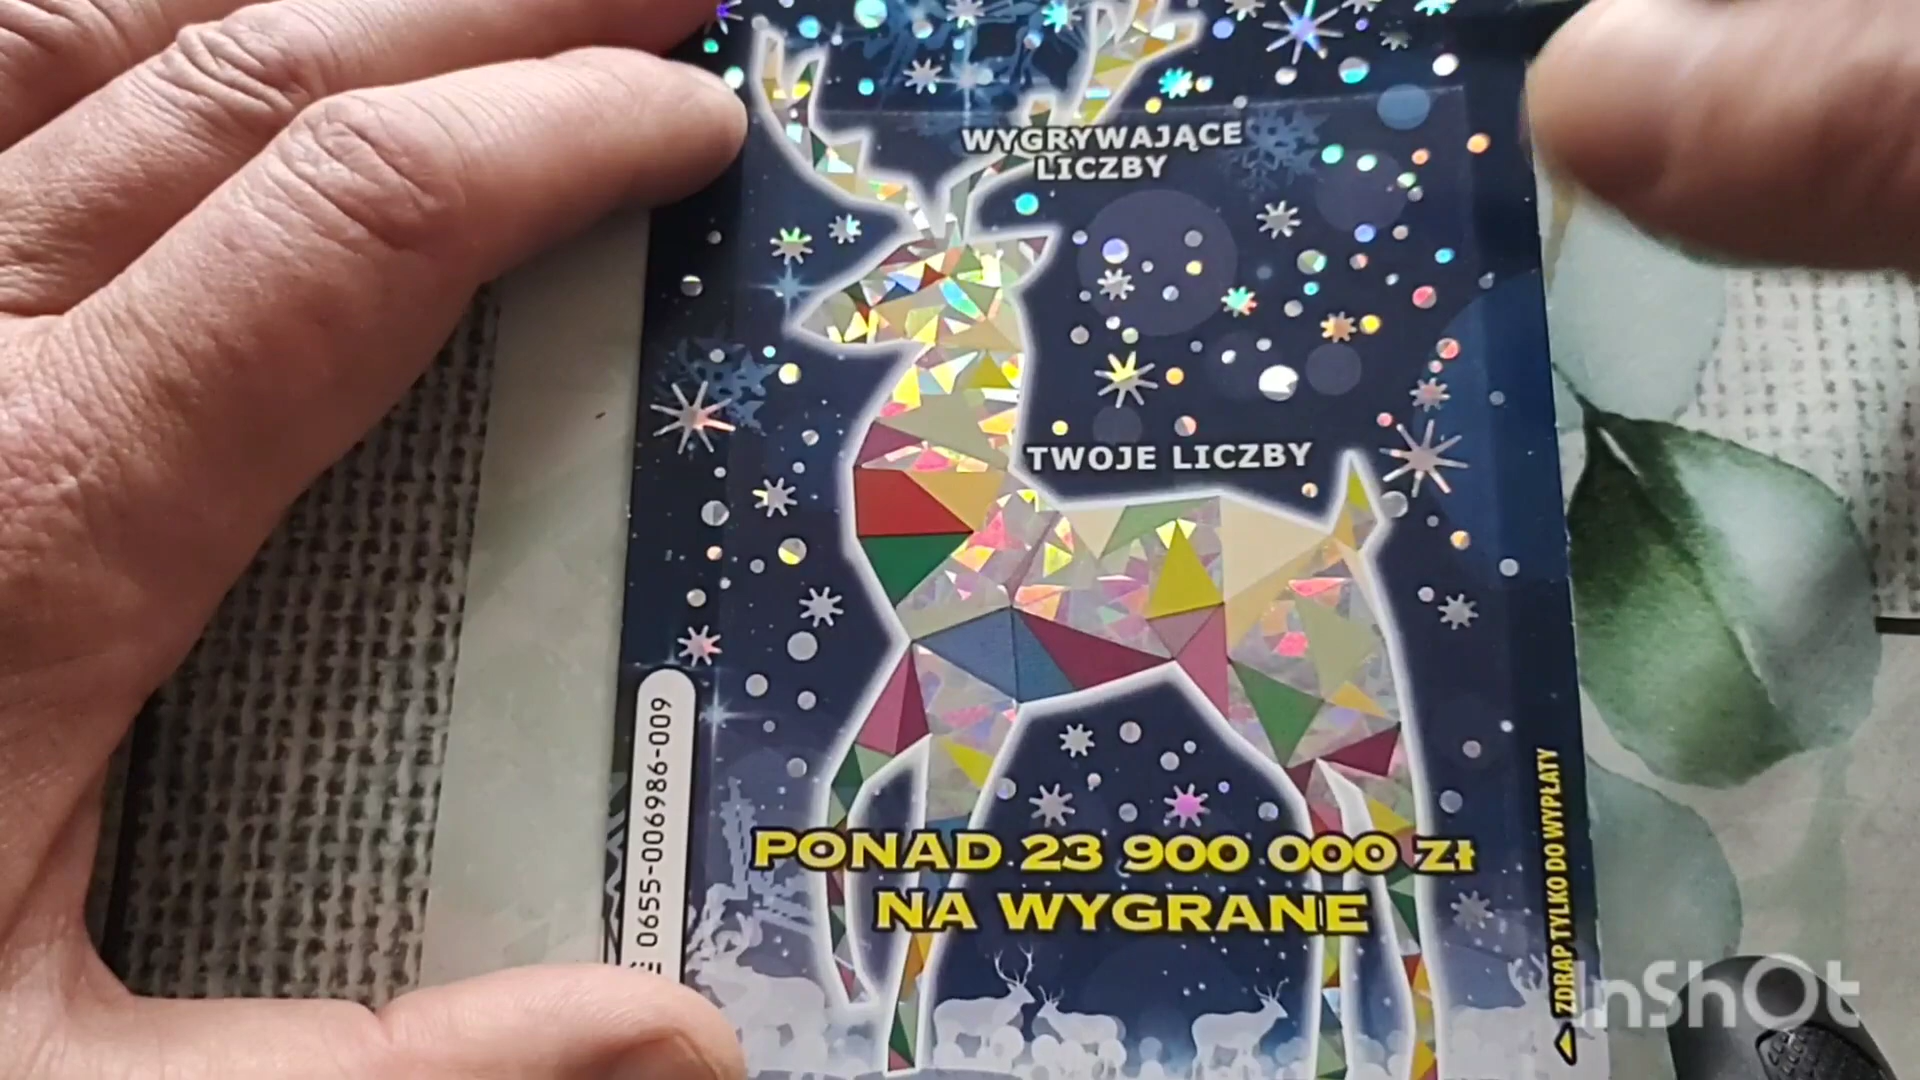 WYGRYWAJĄCE
LICZBY
TWOJE LICZBY
PONAD 23 900 000 Zł
NA WYGRANE
0655-006986-009
ZDRAP TYLKO DO WYPŁATY
InShOt